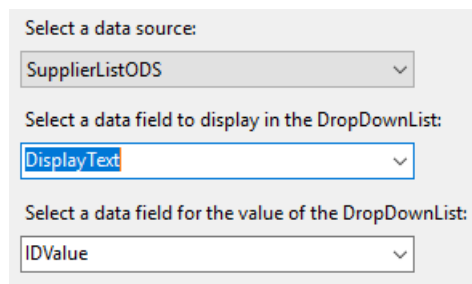 Select a data source:
SupplierListODS
Select a data field to display in the DropDownList:
DisplayText
Select a data field for the value of the DropDownList:
IDValue